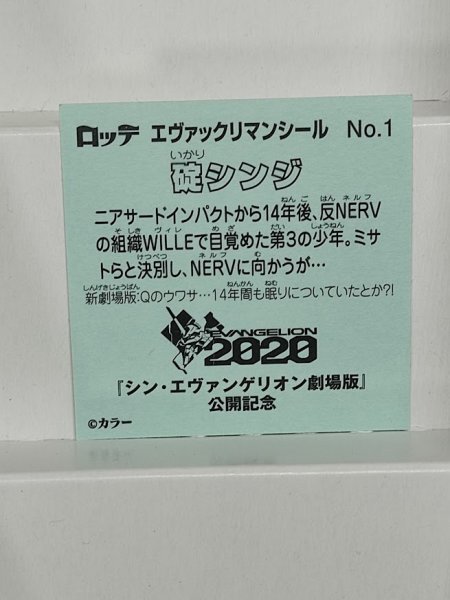 ロッテ エヴァックリマンシール No.1
いかり
碇シンジ
ねんご はん ネルフ
ニアサードインパクトから14年後、反NERV
そしき ヴィレ めざ だい しょうねん
の組織WILLEで目覚めた第3の少年。ミサ
けつべつ ネルフ む
トらと決別し、NERVに向かうが…
しんげきじょうばん ねんかん ねむ
新劇場版:Qのウワサ…14年間も眠りについていたとか?!
EVANGELION
2020
『シン・エヴァンゲリオン劇場版』
公開記念
©カラー